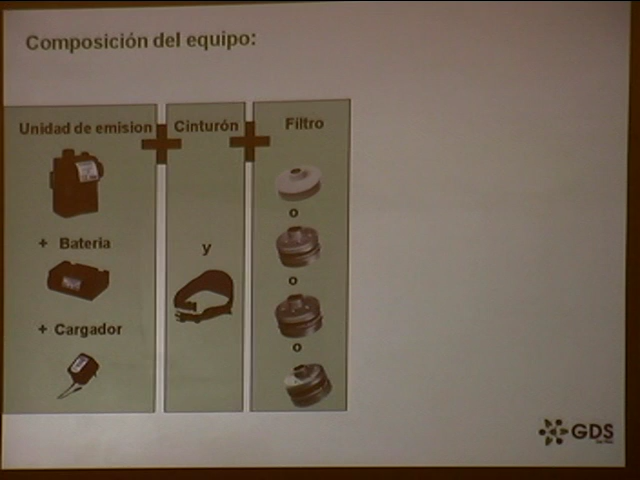 Composición del equipo:
Unidad de emision
+ Bateria
+ Cargador
+
Cinturón
y
+
Filtro
o
o
o
GDS